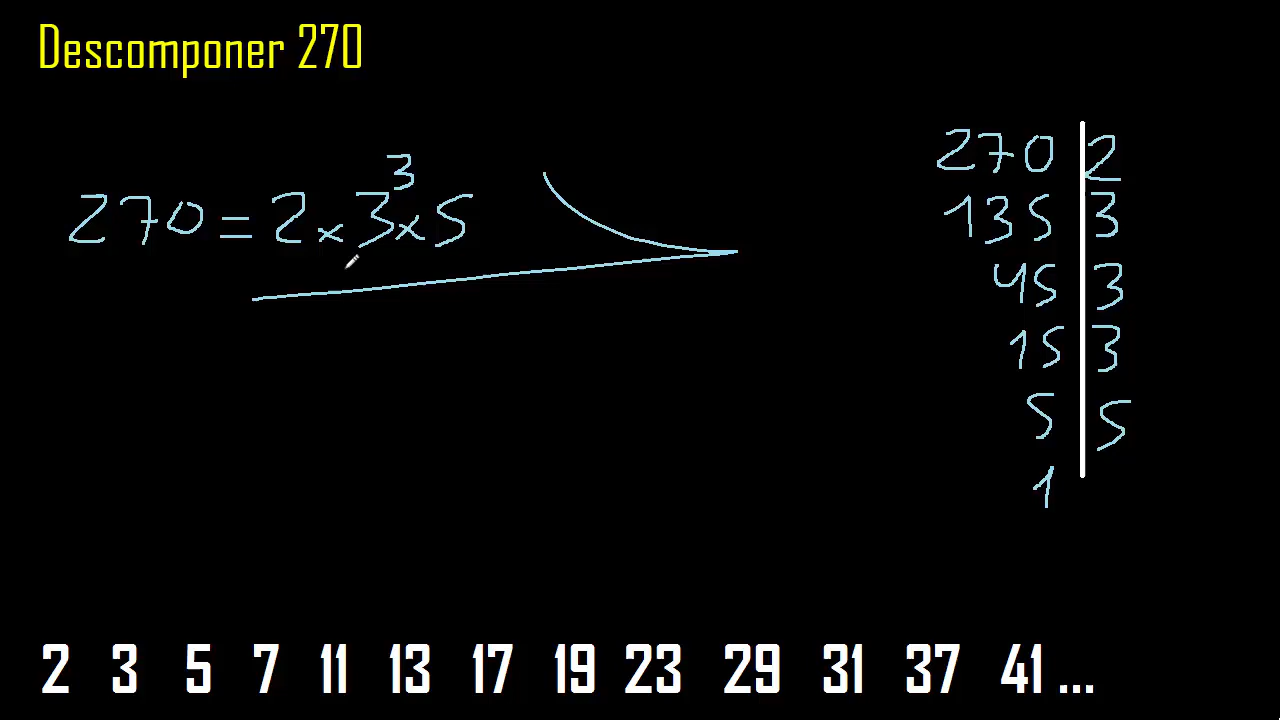 Descomponer 270
270 = 2 x 3³ x 5
270 | 2
135 | 3
45 | 3
15 | 3
5 | 5
1
2 3 5 7 11 13 17 19 23 29 31 37 41 ...